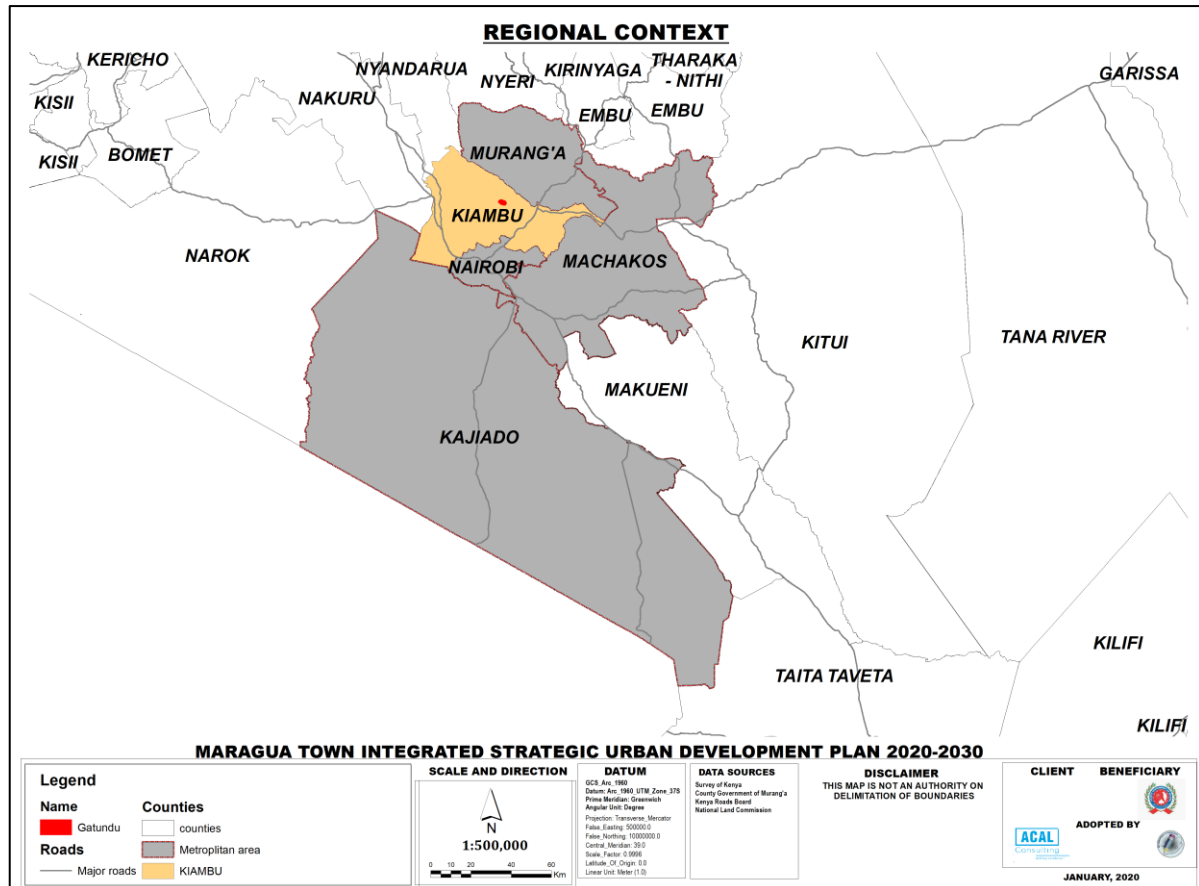 REGIONAL CONTEXT
KERICHO
NYANDARUA
KIRINYAGA
THARAKA
- NITHI
GARISSA
NYERI
KISII
NAKURU
EMBU
EMBU
KISII
BOMET
MURANG'A
KIAMBU
NAROK
NAIROBI
MACHAKOS
KITUI
TANA RIVER
MAKUENI
KAJIADO
TAITA TAVETA
KILIFI
KILIFI
MARAGUA TOWN INTEGRATED STRATEGIC URBAN DEVELOPMENT PLAN 2020-2030
Legend
Name
Gatundu
Roads
Major roads
Counties
counties
Metroplitan area
KIAMBU
SCALE AND DIRECTION
N
1:500,000
0 10 20 40 60
Km
DATUM
GCS_Arc_1960
Datum: Arc_1960_UTM_Zone_37S
Prime Meridian: Greenwich
Angular Unit: Degree
Projection: Transverse_Mercator
False_Easting: 500000.0
False_Northing: 10000000.0
Central_Meridian: 39.0
Scale_Factor: 0.9996
Latitude_Of_Origin: 0.0
Linear Unit: Meter (1.0)
DATA SOURCES
Survey of Kenya
County Government of Murang'a
Kenya Roads Board
National Land Commission
DISCLAIMER
THIS MAP IS NOT AN AUTHORITY ON
DELIMITATION OF BOUNDARIES
CLIENT BENEFICIARY
ADOPTED BY
ACAL
Consulting
JANUARY, 2020